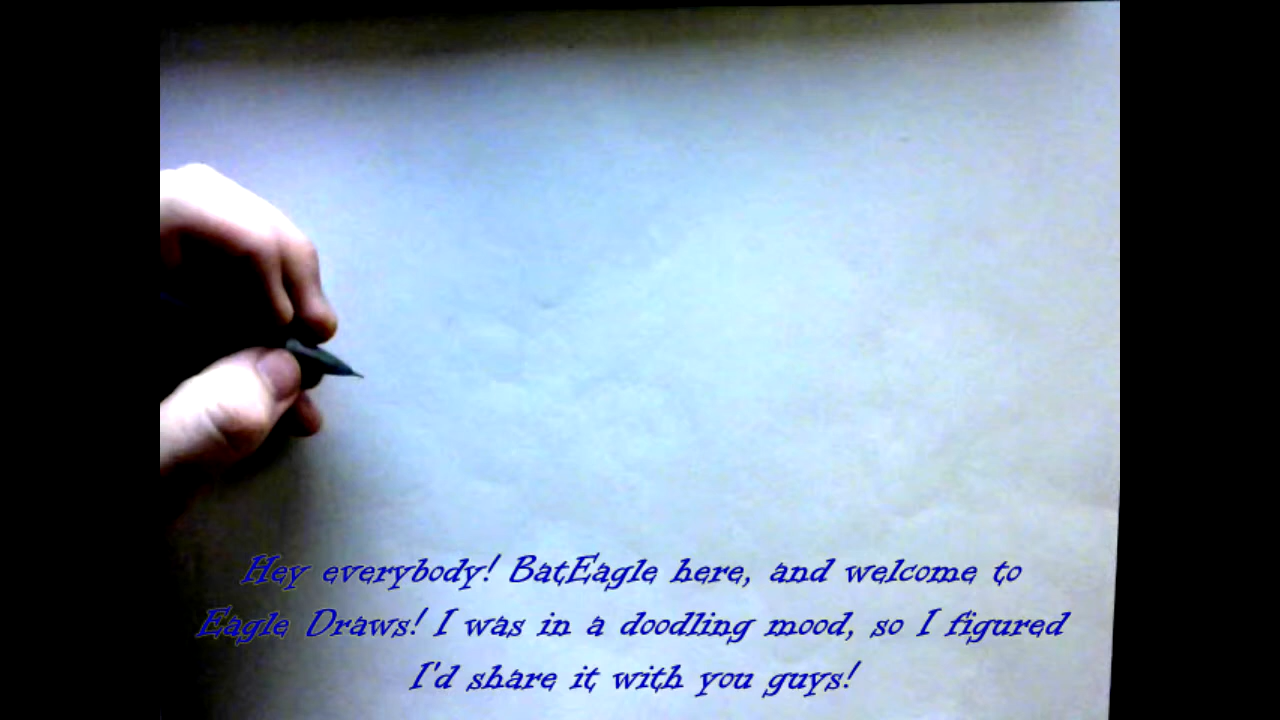 Hey everybody! BatEagle here, and welcome to
Eagle Draws! I was in a doodling mood, so I figured
I'd share it with you guys!